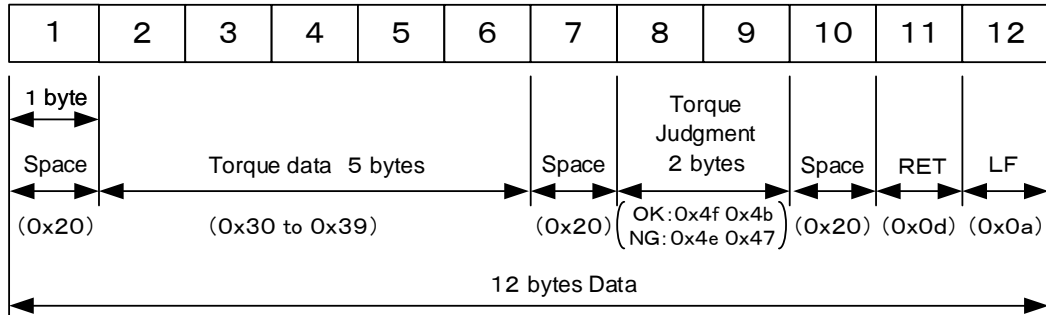 1 2 3 4 5 6 7 8 9 10 11 12
1 byte
Torque
Judgment
2 bytes
Space Torque data 5 bytes Space Space RET LF
(0x20) (0x30 to 0x39) (0x20) (OK:0x4f 0x4b (0x20) (0x0d) (0x0a)
NG:0x4e 0x47)
12 bytes Data